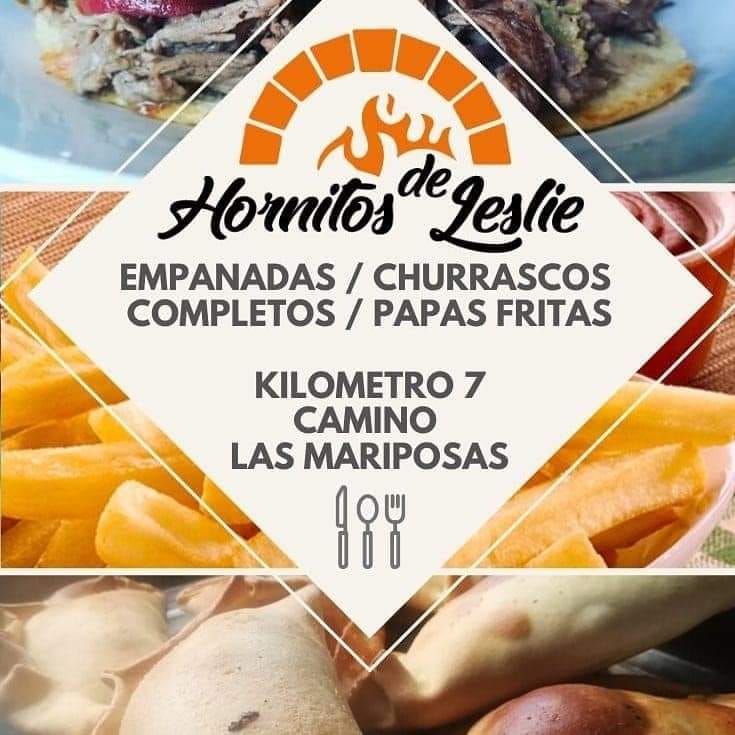 Hornitos de Leslie
EMPANADAS / CHURRASCOS
COMPLETOS / PAPAS FRITAS
KILOMETRO 7
CAMINO
LAS MARIPOSAS